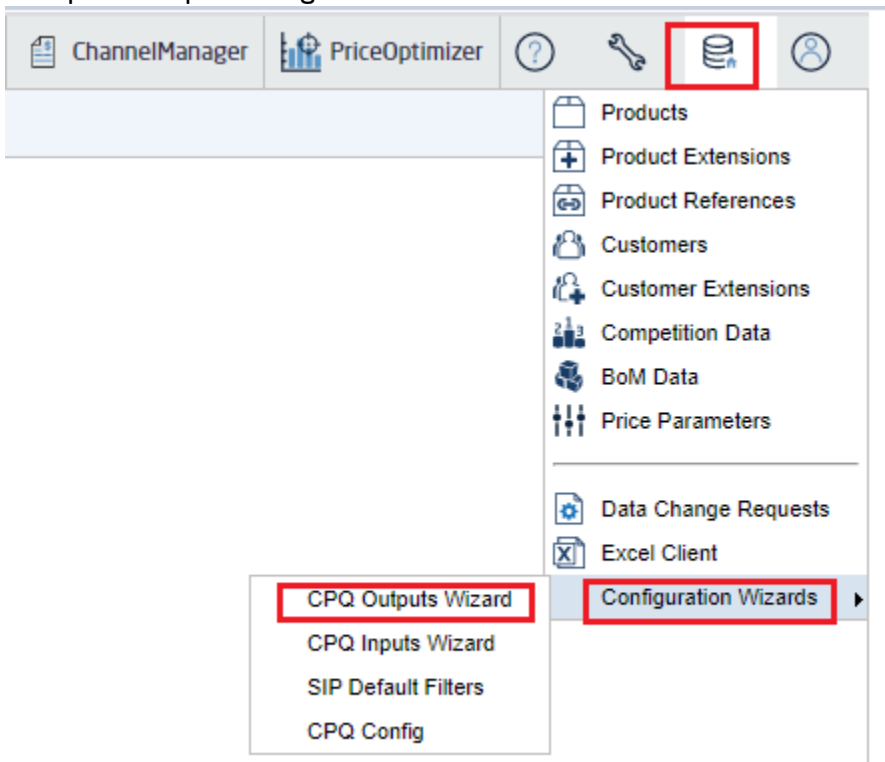 ChannelManager PriceOptimizer ?
Products
Product Extensions
Product References
Customers
Customer Extensions
Competition Data
BoM Data
Price Parameters
Data Change Requests
Excel Client
Configuration Wizards
CPQ Outputs Wizard
CPQ Inputs Wizard
SIP Default Filters
CPQ Config